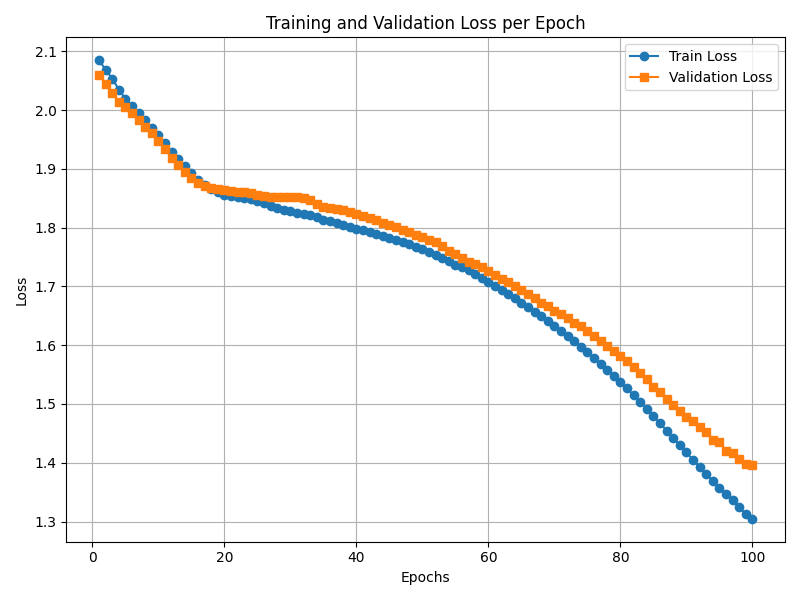 Training and Validation Loss per Epoch
Train Loss
Validation Loss
2.1
2.0
1.9
1.8
1.7
1.6
1.5
1.4
1.3
Loss
0 20 40 60 80 100
Epochs